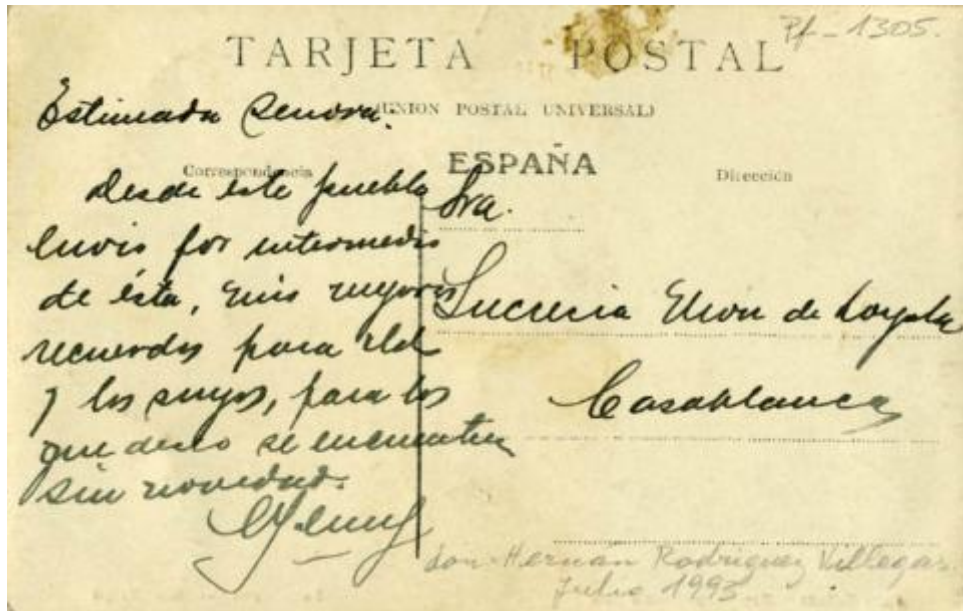 Pf-1305.
TARJETA POSTAL
(UNION POSTAL UNIVERSAL)
ESPAÑA
Correspondencia
Dirección
Estimada Señora:
Desde este pueblo
envio por intermedio
de ésta, mis mejores
recuerdos para Ud
y los suyos, para los
que deseo se encuentren
sin novedad.
Sra.
Lucrecia de Loyola
Casablanca
don Hernán Rodríguez Villegas.
Julio 1993